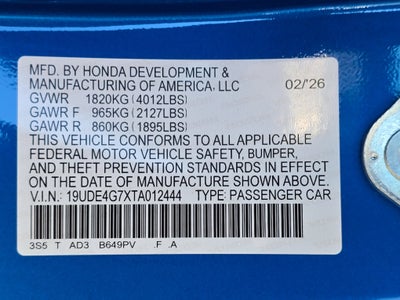 MFD. BY HONDA DEVELOPMENT &
MANUFACTURING OF AMERICA, LLC 02/'26
GVWR 1820KG (4012LBS)
GAWR F 965KG (2127LBS)
GAWR R 860KG (1895LBS)
THIS VEHICLE CONFORMS TO ALL APPLICABLE
FEDERAL MOTOR VEHICLE SAFETY, BUMPER,
AND THEFT PREVENTION STANDARDS IN EFFECT
ON THE DATE OF MANUFACTURE SHOWN ABOVE.
V.I.N.: 19UDE4G7XTA012444 TYPE: PASSENGER CAR
3S5 T AD3 B649PV .F .A